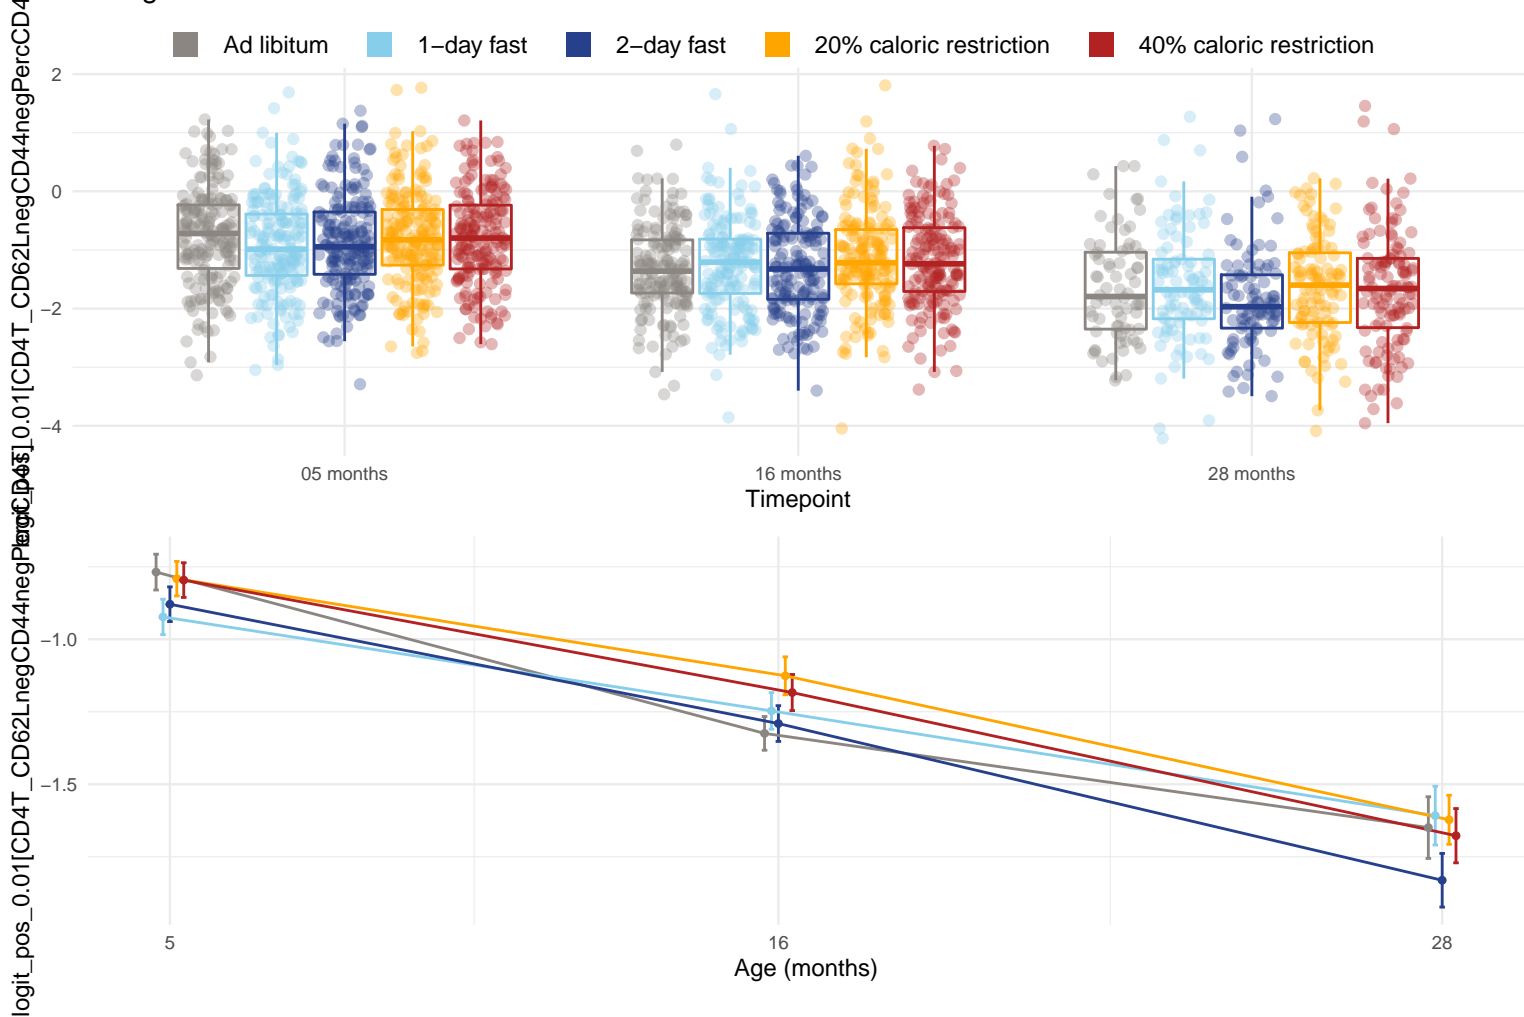 Ad libitum
1−day fast
2−day fast
20% caloric restriction
40% caloric restriction
2
0
−2
−4
05 months
16 months
28 months
Timepoint
−1.0
−1.5
logit_pos_0.01[CD4T_CD62LnegCD44negPercCD4
5
16
28
Age (months)